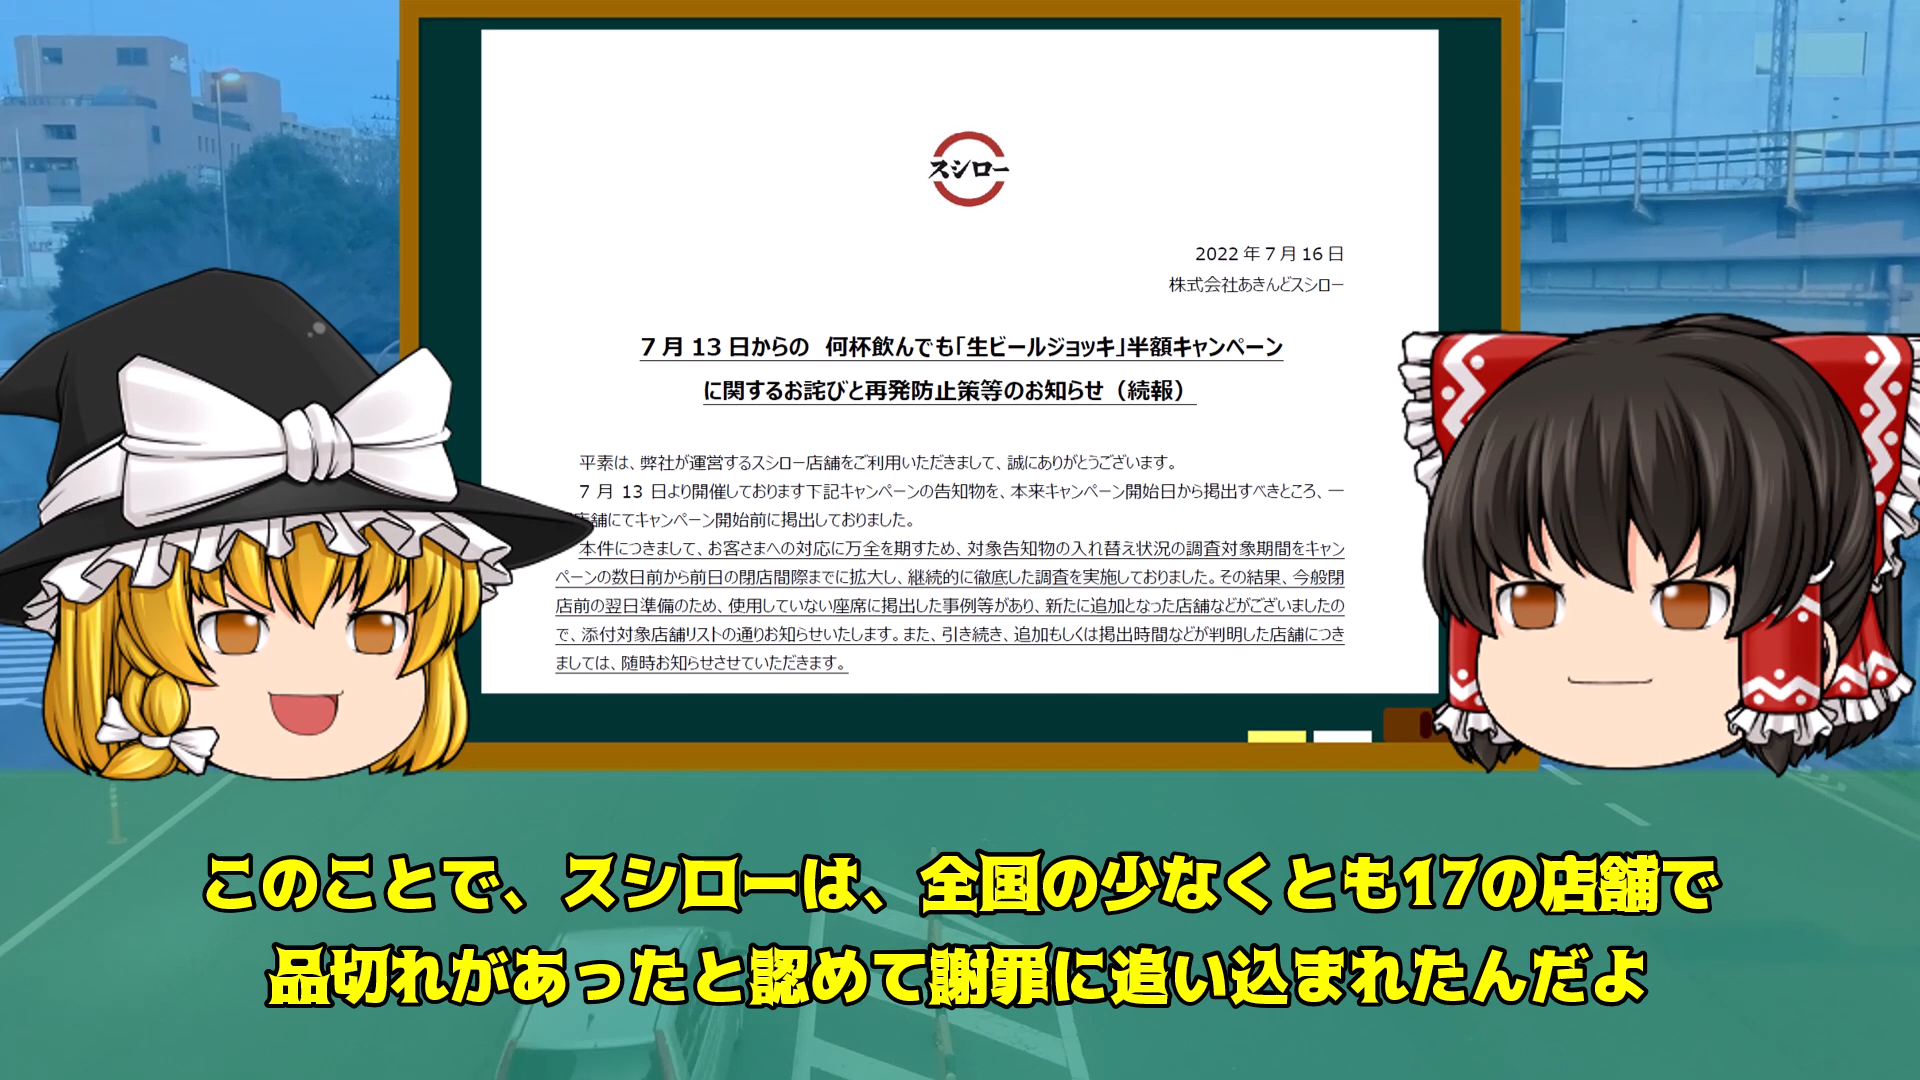 スシロー
2022年7月16日
株式会社あきんどスシロー
7月13日からの 何杯飲んでも「生ビールジョッキ」半額キャンペーン
に関するお詫びと再発防止策等のお知らせ（続報）
平素は、弊社が運営するスシロー店舗をご利用いただきまして、誠にありがとうございます。
7月13日より開催しております下記キャンペーンの告知物を、本来キャンペーン開始日から掲出すべきところ、一
店舗にてキャンペーン開始前に掲出しておりました。
本件につきまして、お客さまへの対応に万全を期すため、対象告知物の入れ替え状況の調査対象期間をキャン
ペーンの数日前から前日の閉店間際までに拡大し、継続的に徹底した調査を実施しておりました。その結果、今般閉
店前の翌日準備のため、使用していない座席に掲出した事例等があり、新たに追加となった店舗などがございましたの
で、添付対象店舗リストの通りお知らせいたします。また、引き続き、追加もしくは掲出時間などが判明した店舗につき
ましては、随時お知らせさせていただきます。
このことで、スシローは、全国の少なくとも17の店舗で
品切れがあったと認めて謝罪に追い込まれたんだよ